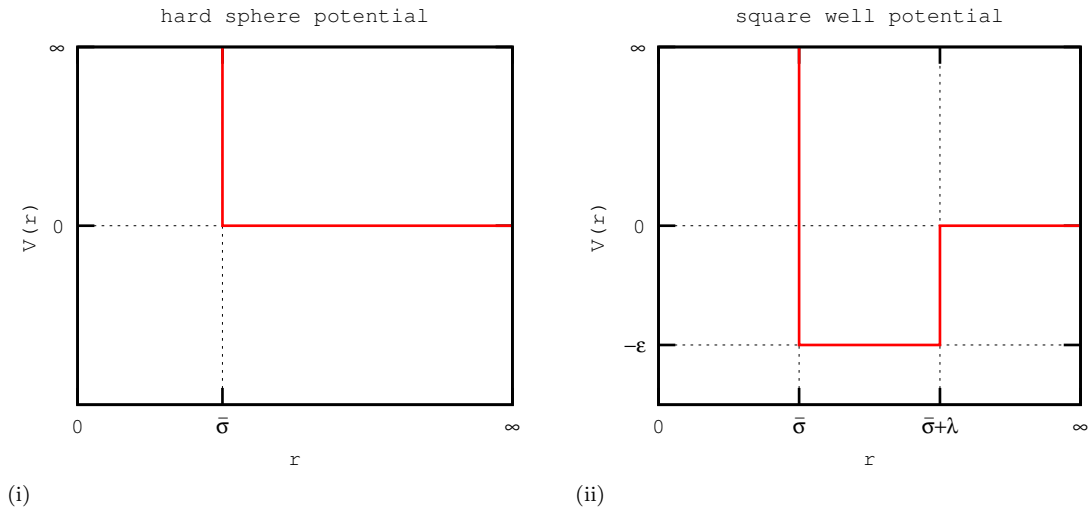 hard sphere potential
∞
0
V(r)
0
σ̄
∞
r
(i)
square well potential
∞
0
−ε
V(r)
0
σ̄
σ̄+λ
∞
r
(ii)